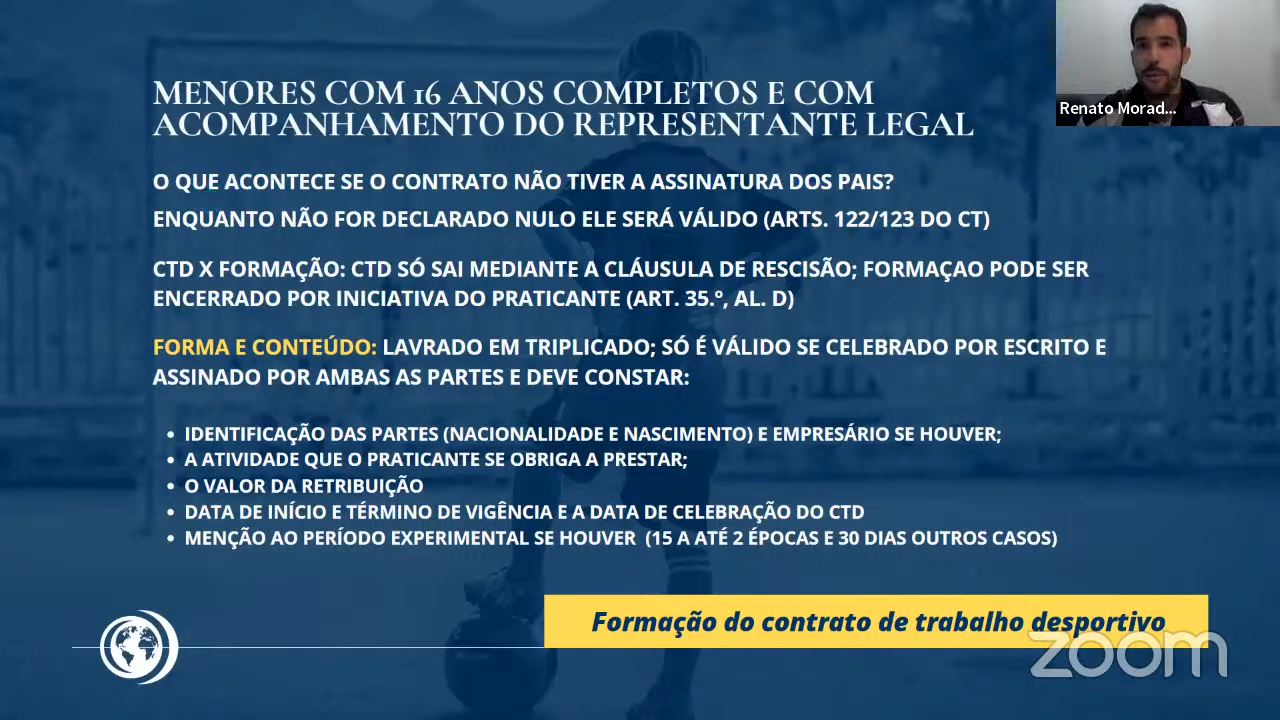 MENORES COM 16 ANOS COMPLETOS E COM
ACOMPANHAMENTO DO REPRESENTANTE LEGAL
Renato Morad...
O QUE ACONTECE SE O CONTRATO NÃO TIVER A ASSINATURA DOS PAIS?
ENQUANTO NÃO FOR DECLARADO NULO ELE SERÁ VÁLIDO (ARTS. 122/123 DO CT)
CTD X FORMAÇÃO: CTD SÓ SAI MEDIANTE A CLÁUSULA DE RESCISÃO; FORMAÇAO PODE SER
ENCERRADO POR INICIATIVA DO PRATICANTE (ART. 35.º, AL. D)
FORMA E CONTEÚDO: LAVRADO EM TRIPLICADO; SÓ É VÁLIDO SE CELEBRADO POR ESCRITO E
ASSINADO POR AMBAS AS PARTES E DEVE CONSTAR:
• IDENTIFICAÇÃO DAS PARTES (NACIONALIDADE E NASCIMENTO) E EMPRESÁRIO SE HOUVER;
• A ATIVIDADE QUE O PRATICANTE SE OBRIGA A PRESTAR;
• O VALOR DA RETRIBUIÇÃO
• DATA DE INÍCIO E TÉRMINO DE VIGÊNCIA E A DATA DE CELEBRAÇÃO DO CTD
• MENÇÃO AO PERÍODO EXPERIMENTAL SE HOUVER (15 A ATÉ 2 ÉPOCAS E 30 DIAS OUTROS CASOS)
Formação do contrato de trabalho desportivo
zoom